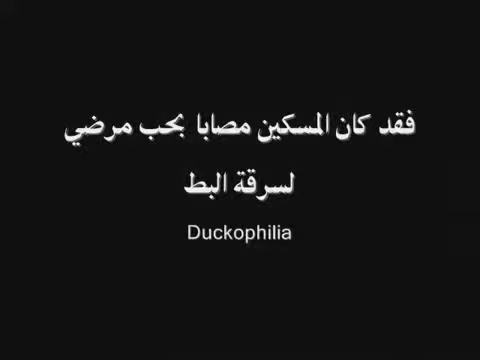 فقد كان المسكين مصابا بحب مرضي
لسرقة البط
Duckophilia